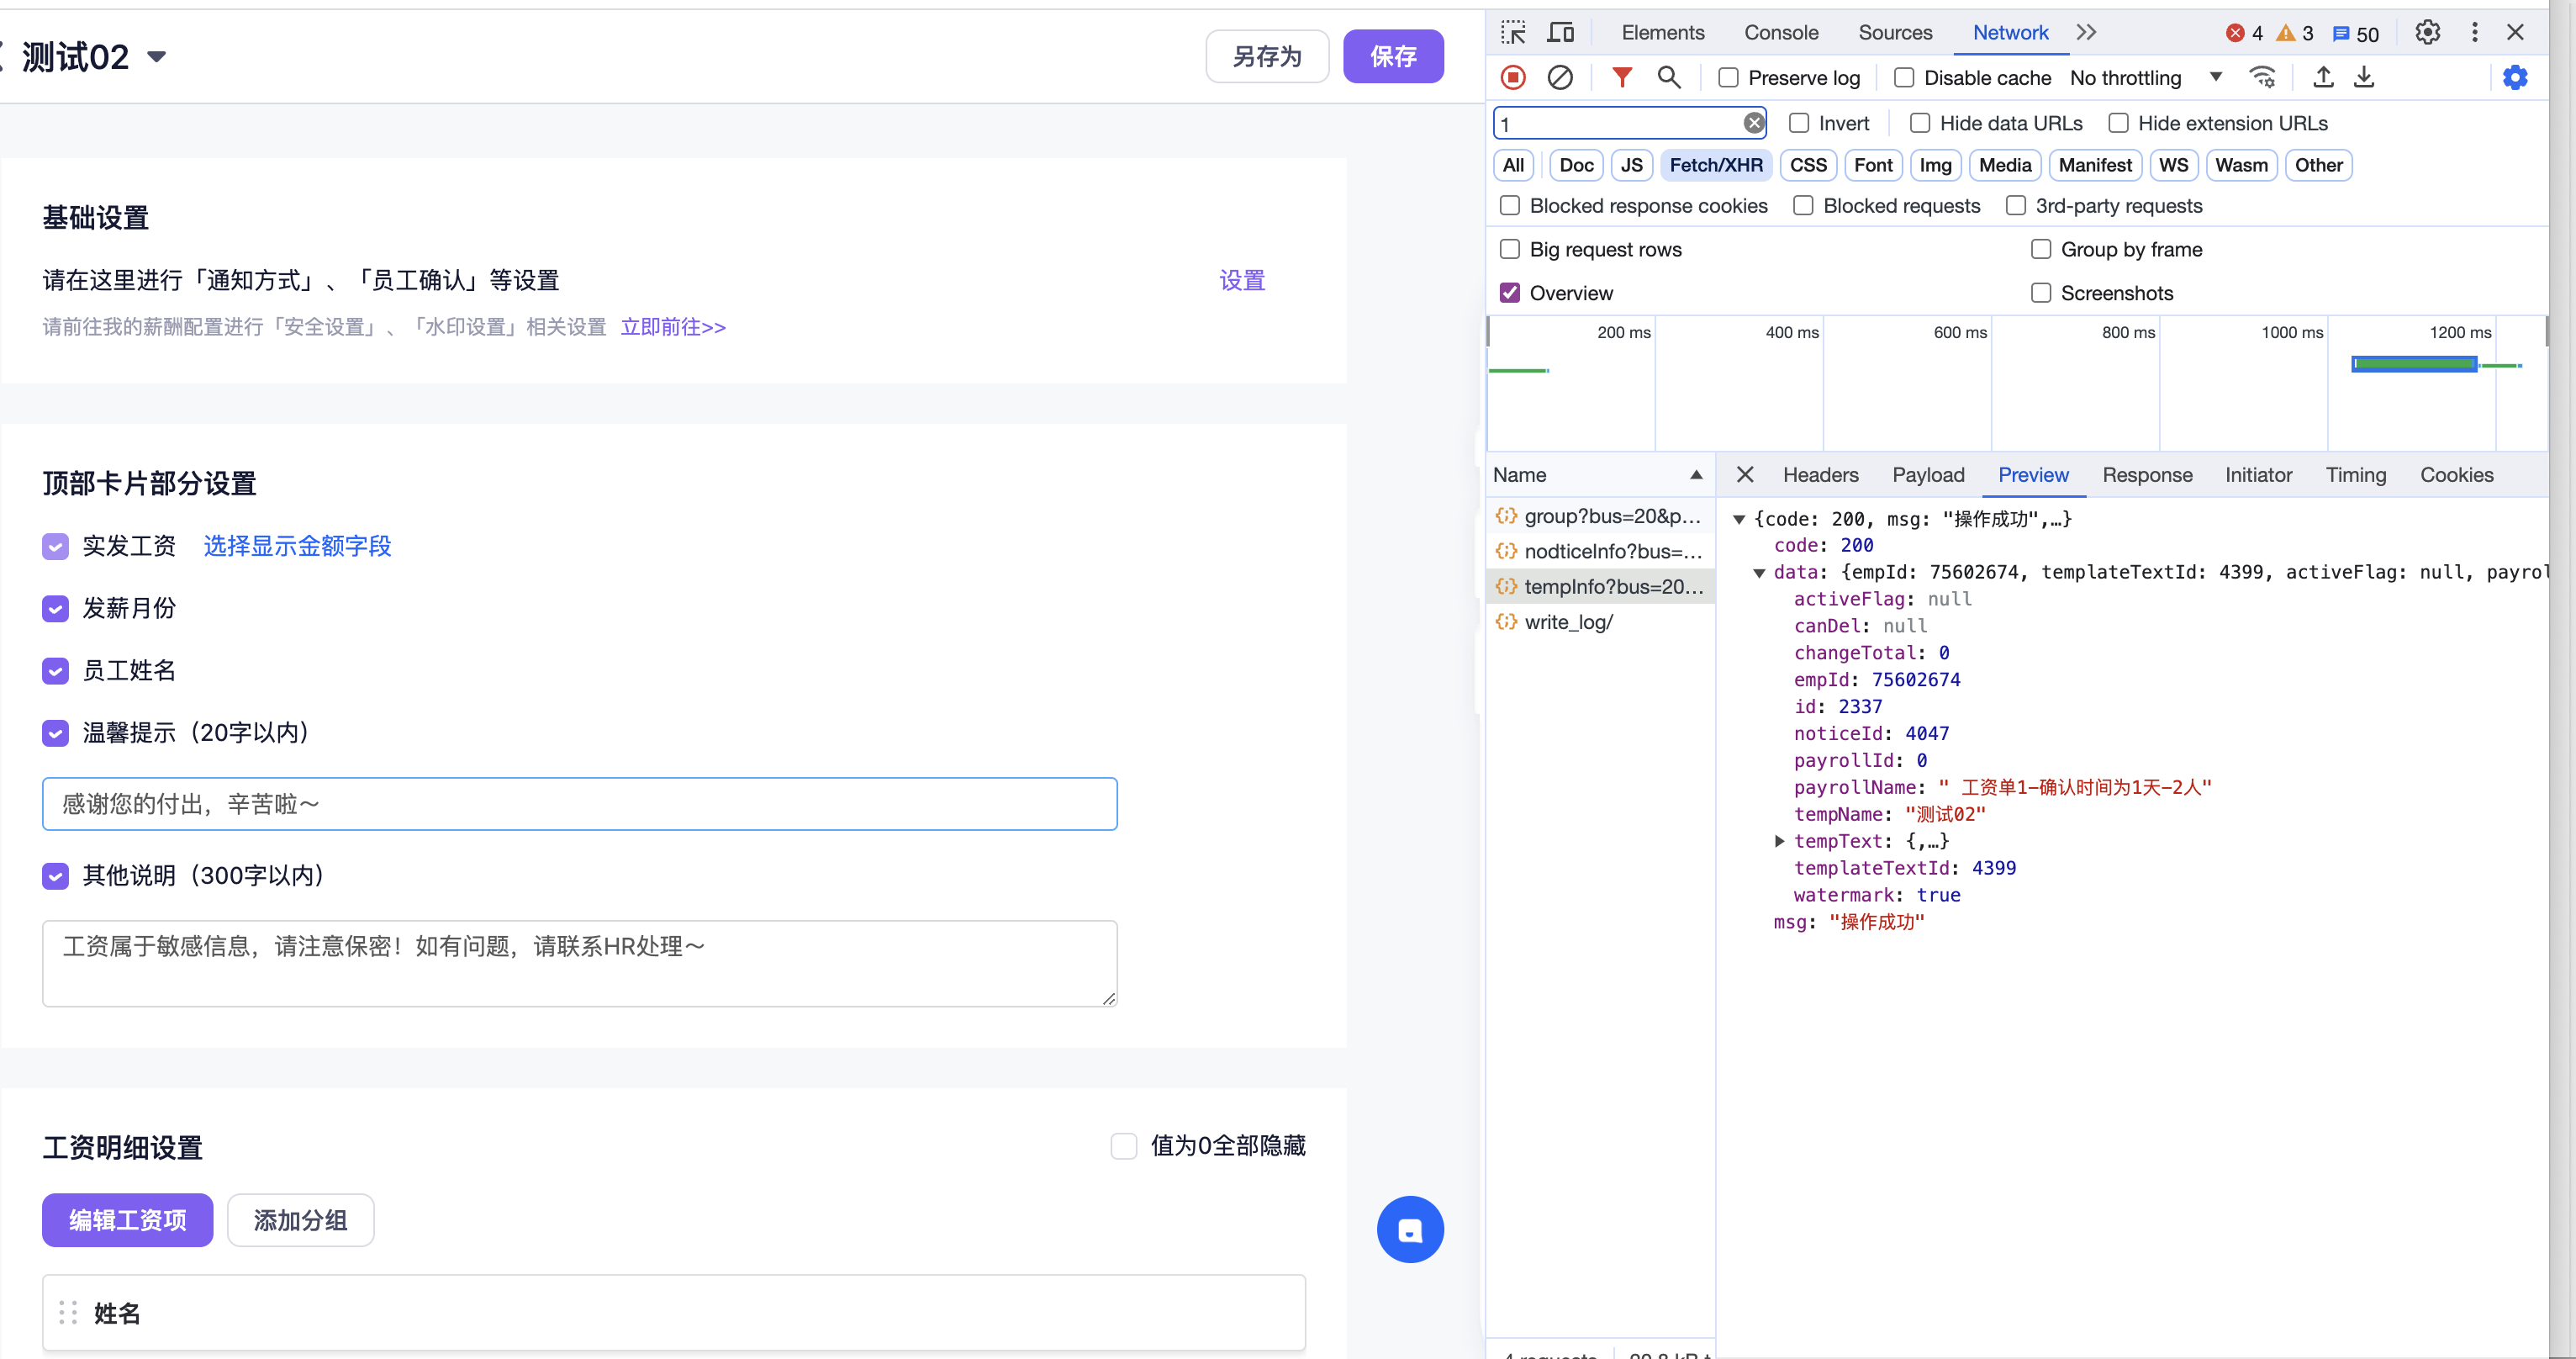 测试02
另存为
保存
基础设置
请在这里进行「通知方式」、「员工确认」等设置
设置
请前往我的薪酬配置进行「安全设置」、「水印设置」相关设置 立即前往>>
顶部卡片部分设置
实发工资 选择显示金额字段
发薪月份
员工姓名
温馨提示（20字以内）
感谢您的付出，辛苦啦～
其他说明（300字以内）
工资属于敏感信息，请注意保密！如有问题，请联系HR处理～
工资明细设置
值为0全部隐藏
编辑工资项
添加分组
姓名
Elements Console Sources Network 4 3 50
Preserve log Disable cache No throttling
1
Invert Hide data URLs Hide extension URLs
All Doc JS Fetch/XHR CSS Font Img Media Manifest WS Wasm Other
Blocked response cookies Blocked requests 3rd-party requests
Big request rows Group by frame
Overview Screenshots
200 ms 400 ms 600 ms 800 ms 1000 ms 1200 ms
Name
group?bus=20&p...
nodticeInfo?bus=...
tempInfo?bus=20...
write_log/
Headers Payload Preview Response Initiator Timing Cookies
{code: 200, msg: "操作成功",…}
code: 200
data: {empId: 75602674, templateTextId: 4399, activeFlag: null, payrol
activeFlag: null
canDel: null
changeTotal: 0
empId: 75602674
id: 2337
noticeId: 4047
payrollId: 0
payrollName: " 工资单1-确认时间为1天-2人"
tempName: "测试02"
tempText: {,…}
templateTextId: 4399
watermark: true
msg: "操作成功"